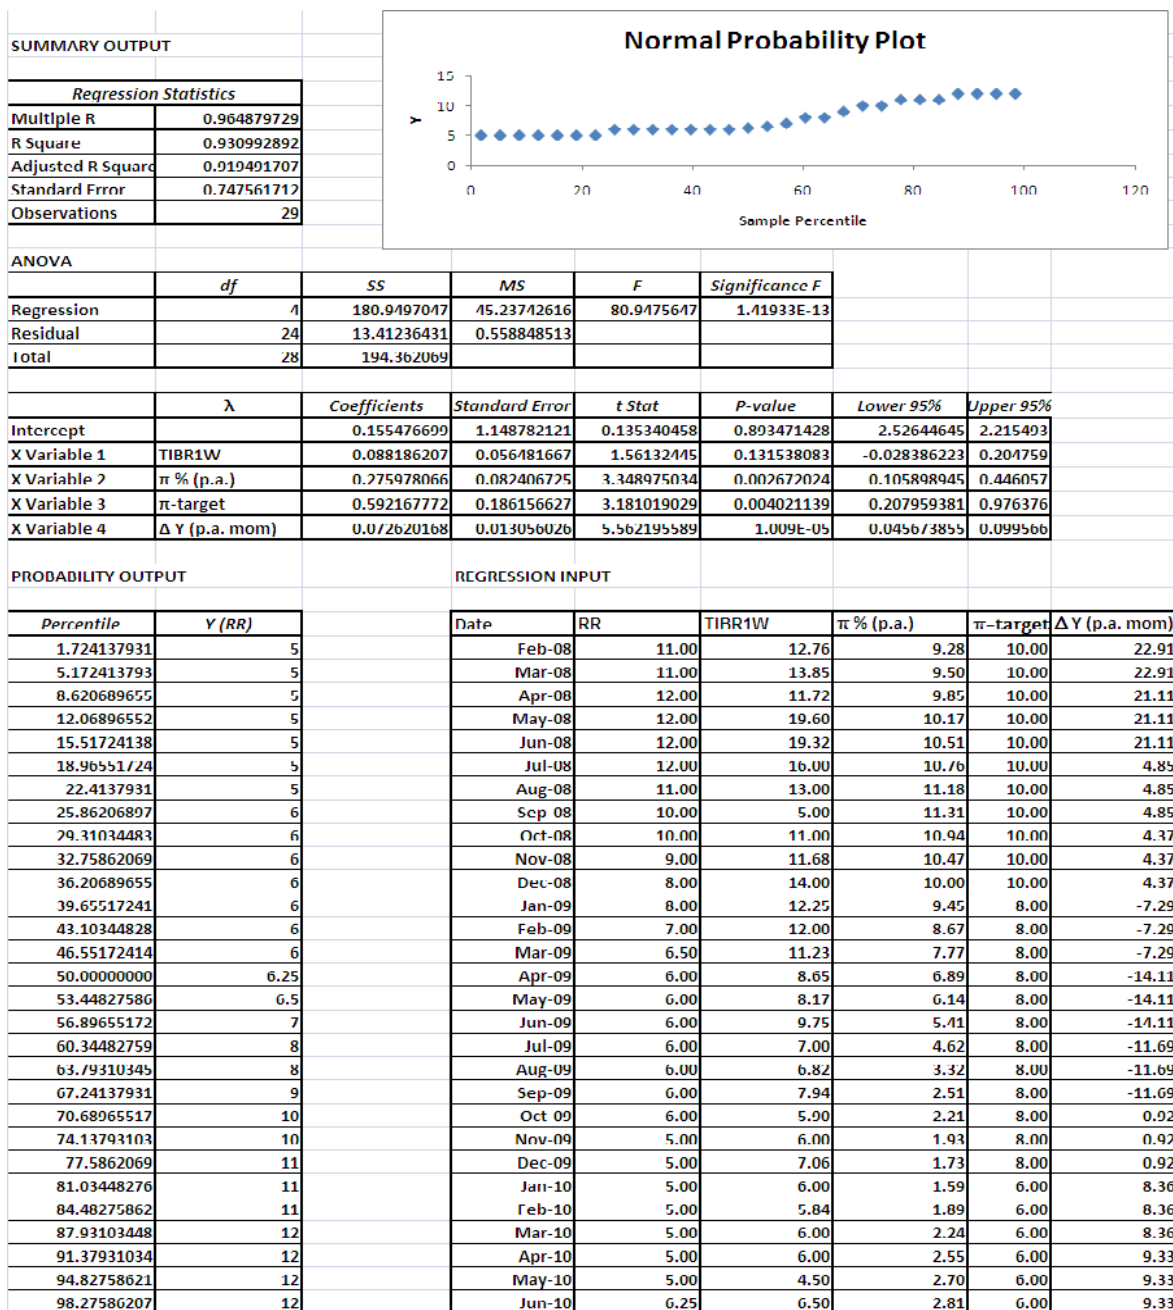 Normal Probability Plot
SUMMARY OUTPUT
15
10
5
0
Y
0 20 40 60 80 100 120
Sample Percentile
Regression Statistics
Multiple R 0.964879729
R Square 0.930992892
Adjusted R Square 0.919491707
Standard Error 0.747561712
Observations 29
ANOVA
df SS MS F Significance F
Regression 4 180.9497047 45.23742616 80.9475647 1.41933E-13
Residual 24 13.41236431 0.558848513
Total 28 194.362069
λ Coefficients Standard Error t Stat P-value Lower 95% Upper 95%
Intercept 0.155476699 1.148782121 0.135340458 0.893471428 2.52644645 2.215493
X Variable 1 TIBR1W 0.088186207 0.056481667 1.56132445 0.131538083 -0.028386223 0.204759
X Variable 2 π % (p.a.) 0.275978066 0.082406725 3.348975034 0.002672024 0.105898945 0.446057
X Variable 3 π-target 0.592167772 0.186156627 3.181019029 0.004021139 0.207959381 0.976376
X Variable 4 Δ Y (p.a. mom) 0.072620168 0.013056026 5.562195589 1.009E-05 0.045673855 0.099566
PROBABILITY OUTPUT REGRESSION INPUT
Percentile Y (RR) Date RR TIBR1W π % (p.a.) π-target Δ Y (p.a. mom)
1.724137931 5 Feb-08 11.00 12.76 9.28 10.00 22.91
5.172413793 5 Mar-08 11.00 13.85 9.50 10.00 22.91
8.620689655 5 Apr-08 12.00 11.72 9.85 10.00 21.11
12.06896552 5 May-08 12.00 19.60 10.17 10.00 21.11
15.51724138 5 Jun-08 12.00 19.32 10.51 10.00 21.11
18.96551724 5 Jul-08 12.00 16.00 10.76 10.00 4.85
22.4137931 5 Aug-08 11.00 13.00 11.18 10.00 4.85
25.86206897 6 Sep 08 10.00 5.00 11.31 10.00 4.85
29.31034483 6 Oct-08 10.00 11.00 10.94 10.00 4.37
32.75862069 6 Nov-08 9.00 11.68 10.47 10.00 4.37
36.20689655 6 Dec-08 8.00 14.00 10.00 10.00 4.37
39.65517241 6 Jan-09 8.00 12.25 9.45 8.00 -7.29
43.10344828 6 Feb-09 7.00 12.00 8.67 8.00 -7.29
46.55172414 6 Mar-09 6.50 11.23 7.77 8.00 -7.29
50.00000000 6.25 Apr-09 6.00 8.65 6.89 8.00 -14.11
53.44827586 6.5 May-09 6.00 8.17 6.14 8.00 -14.11
56.89655172 7 Jun-09 6.00 9.75 5.41 8.00 -14.11
60.34482759 8 Jul-09 6.00 7.00 4.62 8.00 -11.69
63.79310345 8 Aug-09 6.00 6.82 3.32 8.00 -11.69
67.24137931 9 Sep-09 6.00 7.94 2.51 8.00 -11.69
70.68965517 10 Oct 09 6.00 5.90 2.21 8.00 0.92
74.13793103 10 Nov-09 5.00 6.00 1.93 8.00 0.92
77.5862069 11 Dec-09 5.00 7.06 1.73 8.00 0.92
81.03448276 11 Jan-10 5.00 6.00 1.59 6.00 8.36
84.48275862 11 Feb-10 5.00 5.84 1.89 6.00 8.36
87.93103448 12 Mar-10 5.00 6.00 2.24 6.00 8.36
91.37931034 12 Apr-10 5.00 6.00 2.55 6.00 9.33
94.82758621 12 May-10 5.00 4.50 2.70 6.00 9.33
98.27586207 12 Jun-10 6.25 6.50 2.81 6.00 9.33